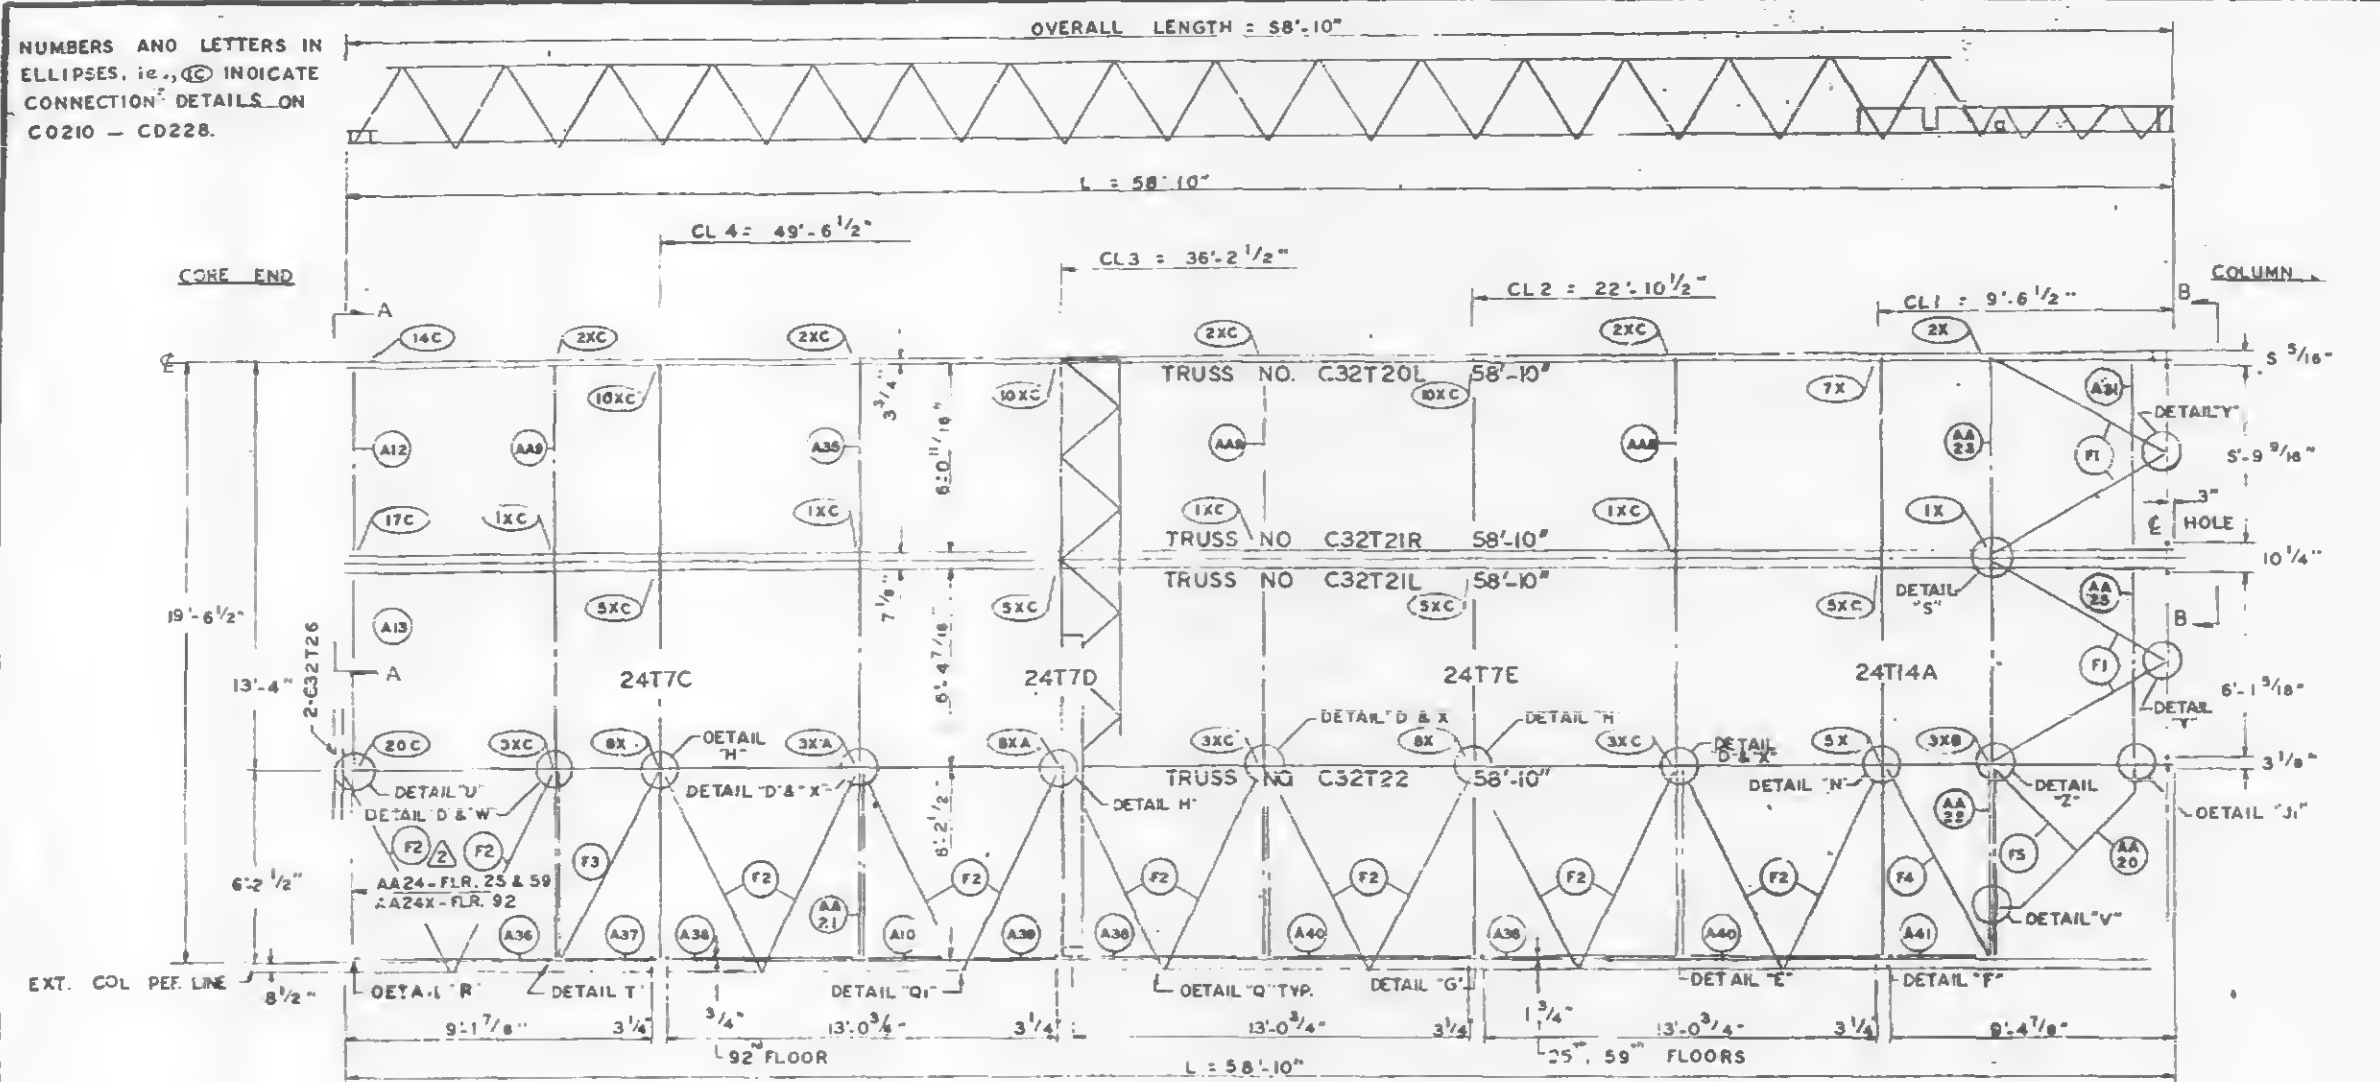 OVERALL LENGTH = 58'-10"
NUMBERS AND LETTERS IN
ELLIPSES, ie., 1C INDICATE
CONNECTION DETAILS ON
CD210 — CD228.
L = 58'-10"
CL 4 = 49'-6 1/2"
CL 3 = 36'-2 1/2"
CL 2 = 22'-10 1/2"
CL 1 = 9'-6 1/2"
CORE END
COLUMN
A
B
14C
2XC
2XC
2XC
2XC
2X
℄
TRUSS NO. C32T20L 58'-10"
5 5/16"
10XC
3 3/4"
10XC
10XC
7X
A31
DETAIL "Y"
A12
AA9
A35
6'-0 11/16"
AA8
AA8
AA 23
F1
5'-9 9/16"
3"
17C
1XC
1XC
1XC
1XC
1X
℄ HOLE
TRUSS NO C32T21R 58'-10"
10 1/4"
TRUSS NO C32T21L 58'-10"
5XC
7 1/8"
5XC
5XC
5XC
DETAIL "S"
AA 25
19'-6 1/2"
2-C32T26
A13
B
A
6'-4 7/16"
F1
13'-4"
24T7C
24T7D
24T7E
24T14A
6'-1 5/16"
DETAIL "Y"
DETAIL "D & X
DETAIL "H
20C
3XC
8X
DETAIL "H"
3X A
8XA
3XC
8X
3XC
DETAIL D & X
5X
3XB
TRUSS NO C32T22 58'-10"
3 1/8"
DETAIL "U"
DETAIL "D" & "X"
DETAIL H"
DETAIL "N"
DETAIL "Z"
DETAIL "D & W"
DETAIL "J1"
F2
2
F2
F3
F2
6'-2 1/2"
F2
F2
F2
F2
F2
F4
AA 29
F5
AA 20
6'-2 1/2"
AA24-FLR. 25 & 59
AA24X-FLR. 92
AA 21
DETAIL "V"
A36
A37
A38
A10
A39
A38
A40
A38
A40
A41
EXT. COL REF. LINE
8 1/2"
DETAIL "R"
DETAIL T"
DETAIL "Q1"
DETAIL "Q" TYP.
DETAIL "G"
DETAIL "E"
DETAIL "F"
9'-1 7/8"
3 1/4"
3/4"
13'-0 3/4"
3 1/4"
13'-0 3/4"
3 1/4"
1 3/4"
13'-0 3/4"
3 1/4"
9'-4 7/8"
92nd FLOOR
25th, 59th FLOORS
L = 58'-10"